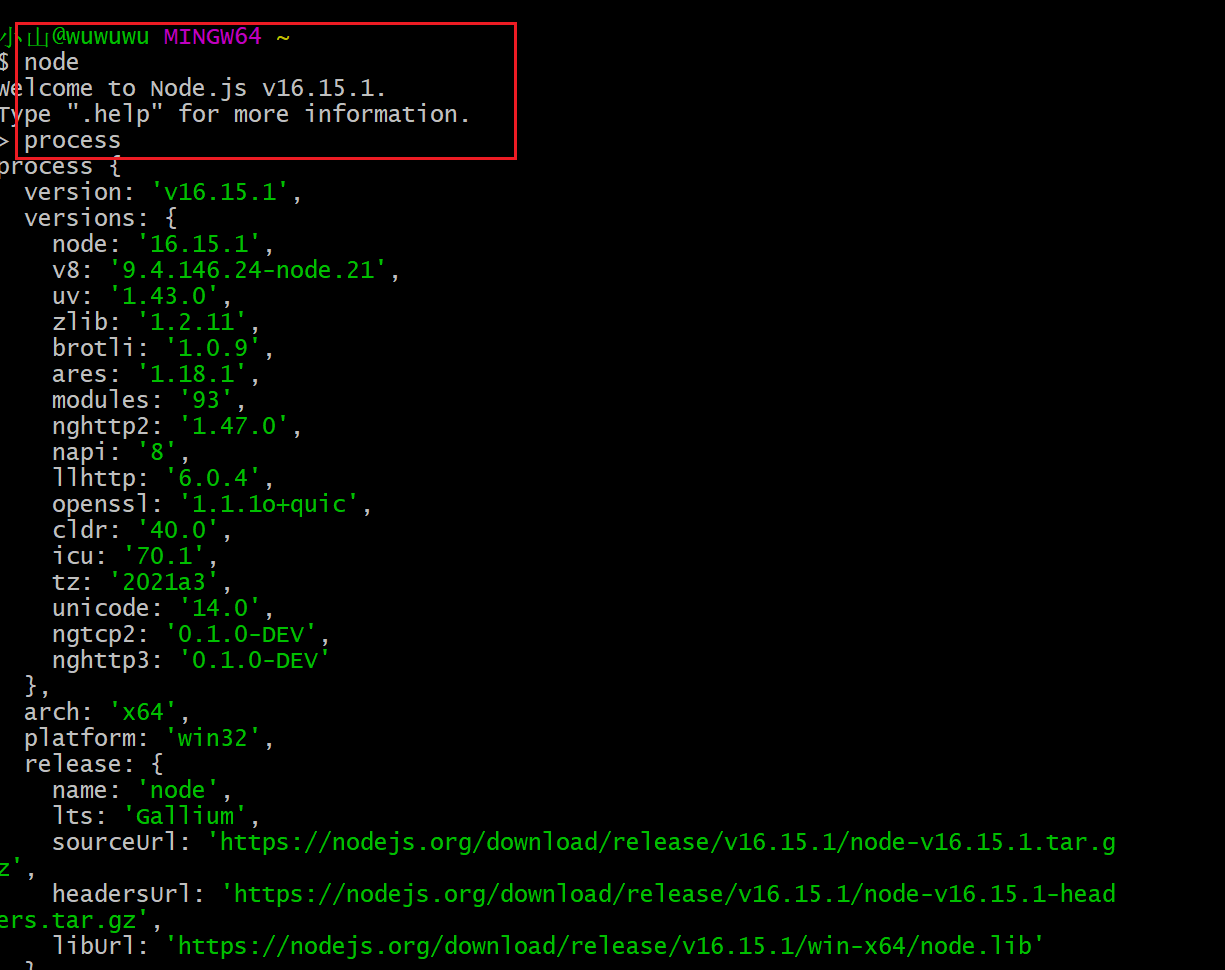 小山@wuwuwu MINGW64 ~
$ node
Welcome to Node.js v16.15.1.
Type ".help" for more information.
> process
process {
  version: 'v16.15.1',
  versions: {
    node: '16.15.1',
    v8: '9.4.146.24-node.21',
    uv: '1.43.0',
    zlib: '1.2.11',
    brotli: '1.0.9',
    ares: '1.18.1',
    modules: '93',
    nghttp2: '1.47.0',
    napi: '8',
    llhttp: '6.0.4',
    openssl: '1.1.1o+quic',
    cldr: '40.0',
    icu: '70.1',
    tz: '2021a3',
    unicode: '14.0',
    ngtcp2: '0.1.0-DEV',
    nghttp3: '0.1.0-DEV'
  },
  arch: 'x64',
  platform: 'win32',
  release: {
    name: 'node',
    lts: 'Gallium',
    sourceUrl: 'https://nodejs.org/download/release/v16.15.1/node-v16.15.1.tar.g
z',
    headersUrl: 'https://nodejs.org/download/release/v16.15.1/node-v16.15.1-head
ers.tar.gz',
    libUrl: 'https://nodejs.org/download/release/v16.15.1/win-x64/node.lib'
  }